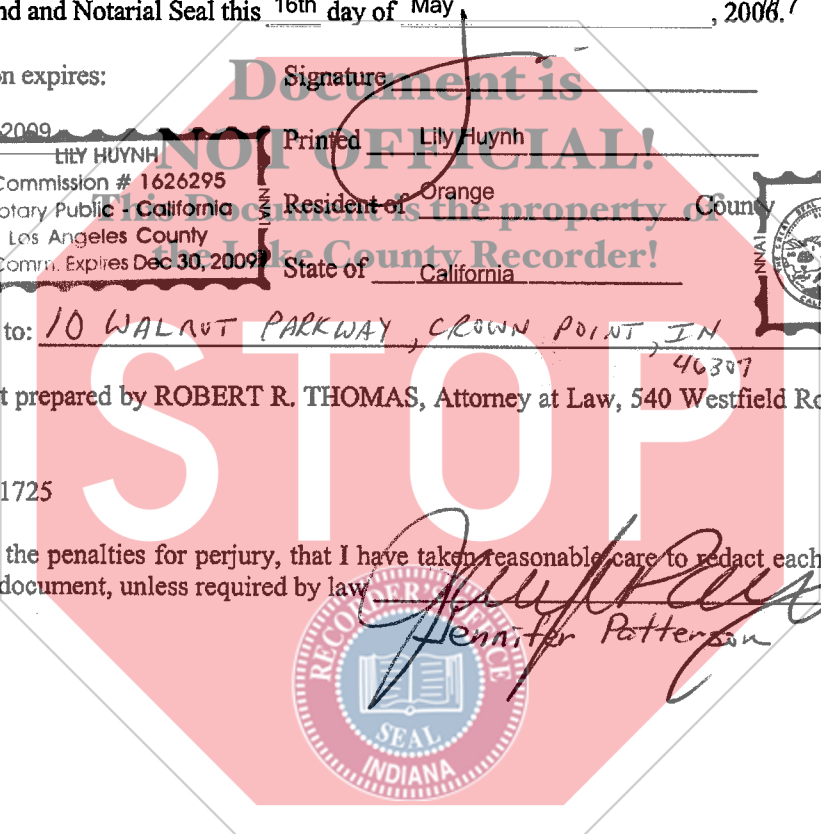 nd and Notarial Seal this 16th day of May , 2006. 7
n expires:
Signature
2009
Printed Lily Huynh
LILY HUYNH
Commission # 1626295
otary Public - California
Los Angeles County
Comm. Expires Dec 30, 2009
Resident of Orange County
State of California
NNA1
NNA1
Document is
NOT OFFICIAL!
This Document is the property of
the Lake County Recorder!
to: 10 WALNUT PARKWAY, CROWN POINT, IN
46307
t prepared by ROBERT R. THOMAS, Attorney at Law, 540 Westfield Ro
STOP
1725
the penalties for perjury, that I have taken reasonable care to redact each
document, unless required by law
Jennifer Patterson
RECORDER'S OFFICE
SEAL
INDIANA